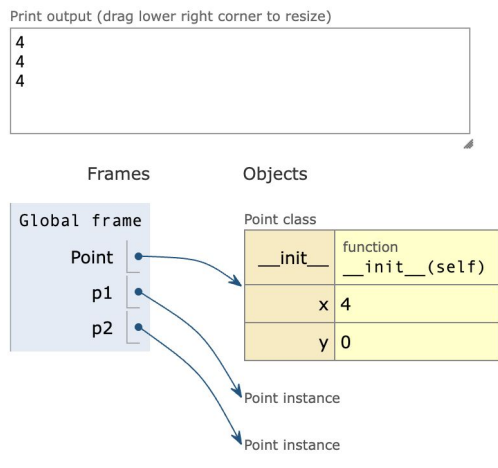 Print output (drag lower right corner to resize)
4
4
4
Frames
Objects
Global frame
Point
p1
p2
Point class
__init__
function
__init__(self)
x 4
y 0
Point instance
Point instance